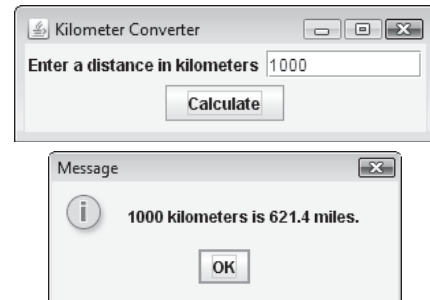 Kilometer Converter
Enter a distance in kilometers 1000
Calculate
Message
1000 kilometers is 621.4 miles.
OK